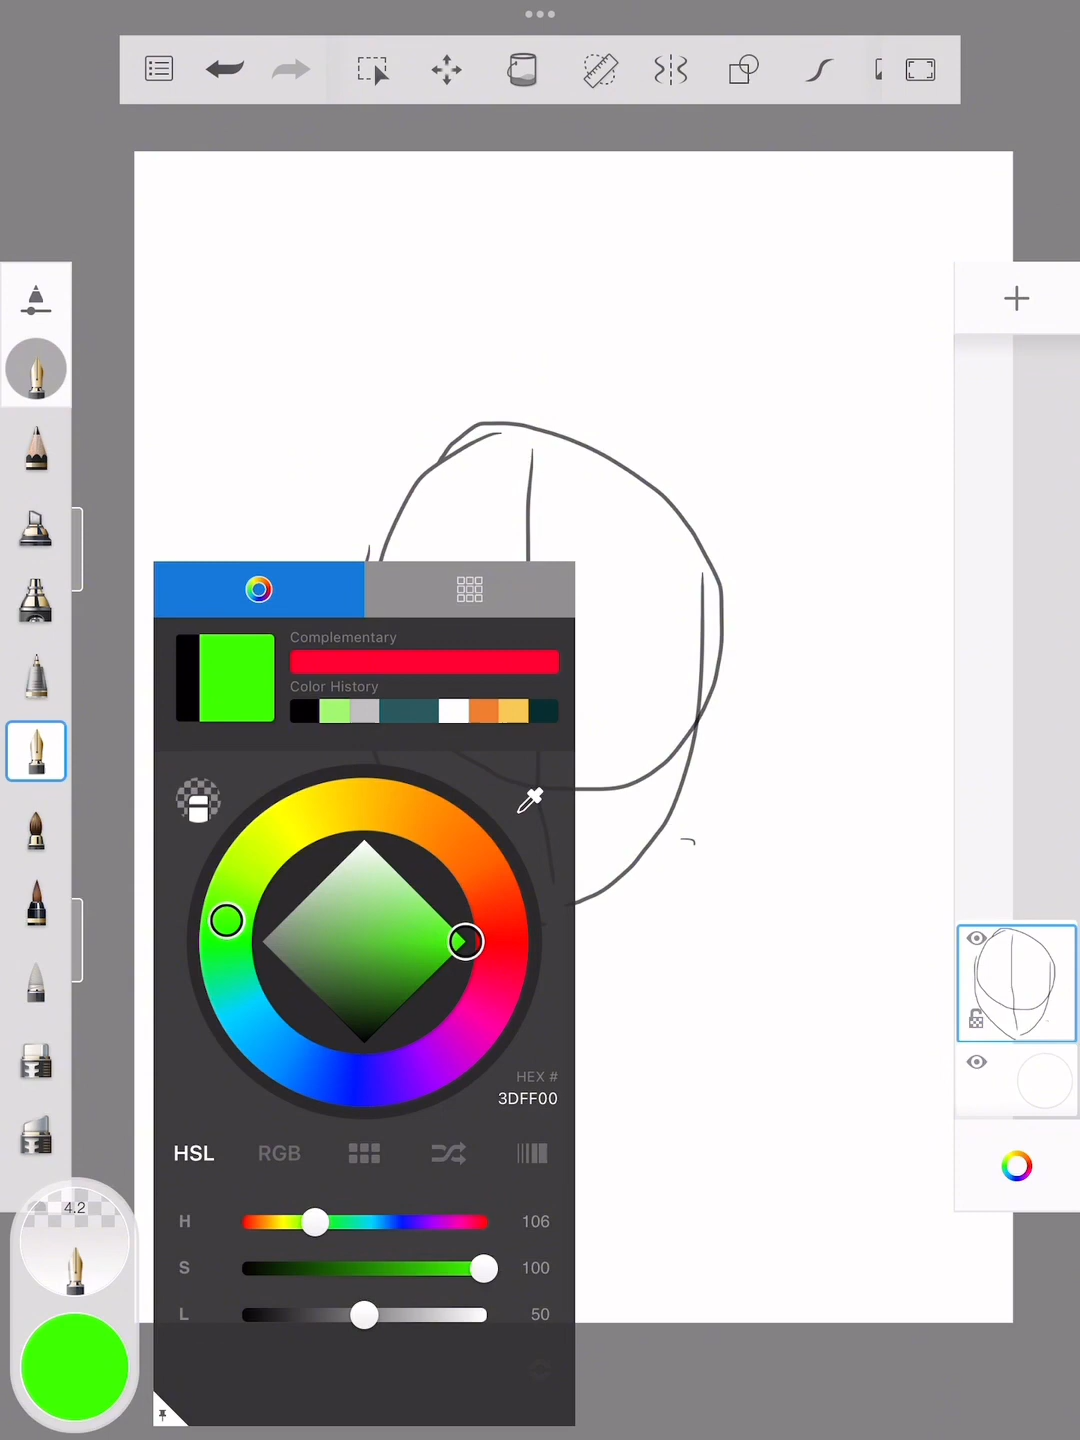 Complementary
Color History
HEX #
3DFF00
HSL RGB
H 106
S 100
L 50
4.2